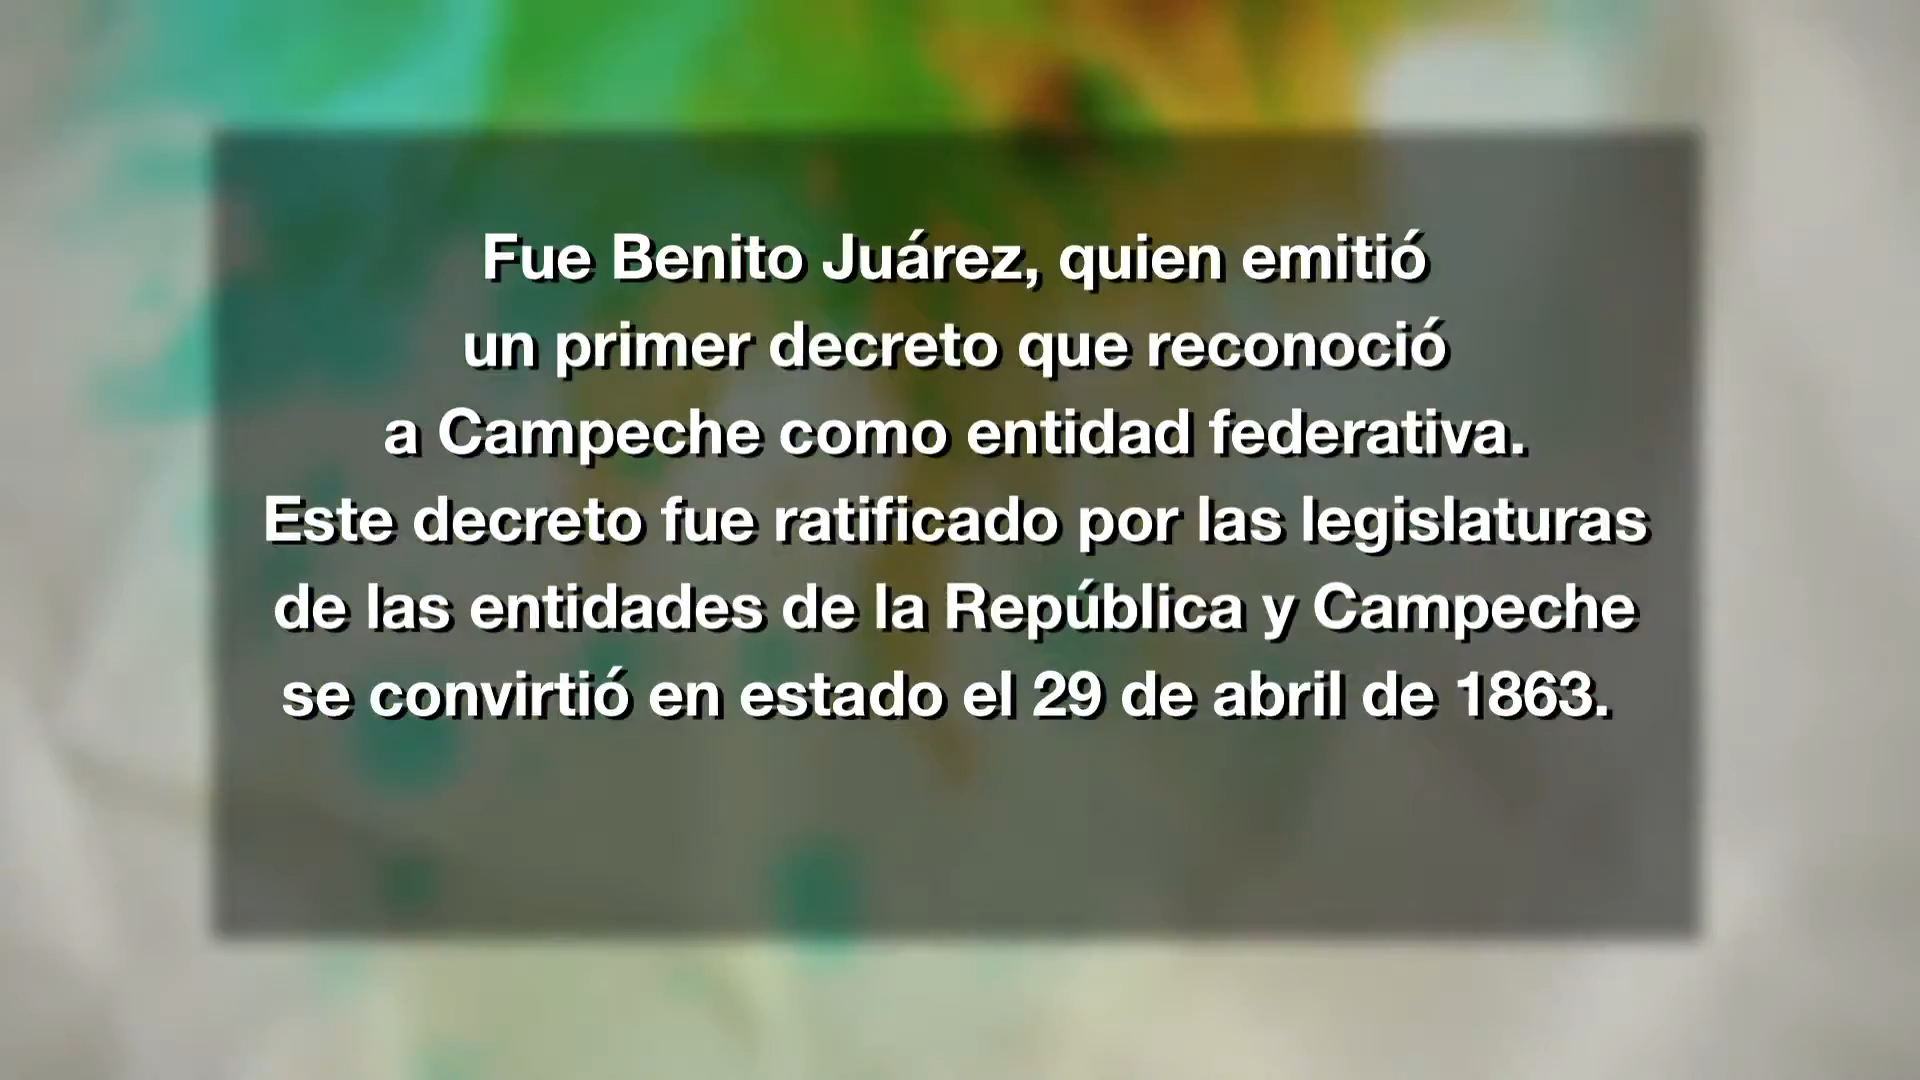 Fue Benito Juárez, quien emitió
un primer decreto que reconoció
a Campeche como entidad federativa.
Este decreto fue ratificado por las legislaturas
de las entidades de la República y Campeche
se convirtió en estado el 29 de abril de 1863.